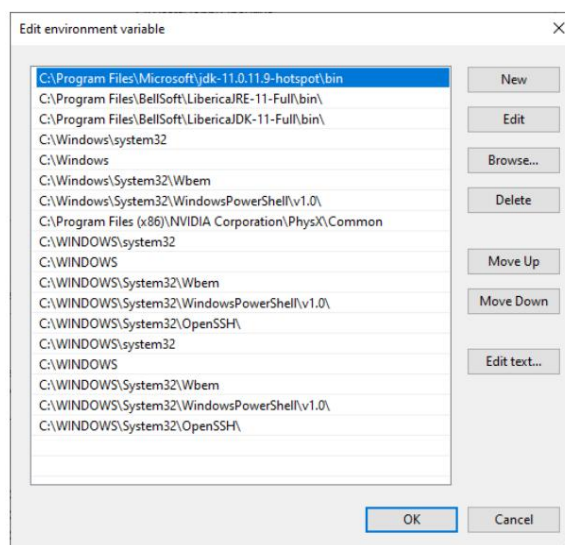 Edit environment variable
C:\Program Files\Microsoft\jdk-11.0.11.9-hotspot\bin
C:\Program Files\BellSoft\LibericaJRE-11-Full\bin\
C:\Program Files\BellSoft\LibericaJDK-11-Full\bin\
C:\Windows\system32
C:\Windows
C:\Windows\System32\Wbem
C:\Windows\System32\WindowsPowerShell\v1.0\
C:\Program Files (x86)\NVIDIA Corporation\PhysX\Common
C:\WINDOWS\system32
C:\WINDOWS
C:\WINDOWS\System32\Wbem
C:\WINDOWS\System32\WindowsPowerShell\v1.0\
C:\WINDOWS\System32\OpenSSH\
C:\WINDOWS\system32
C:\WINDOWS
C:\WINDOWS\System32\Wbem
C:\WINDOWS\System32\WindowsPowerShell\v1.0\
C:\WINDOWS\System32\OpenSSH\
New
Edit
Browse...
Delete
Move Up
Move Down
Edit text...
OK
Cancel